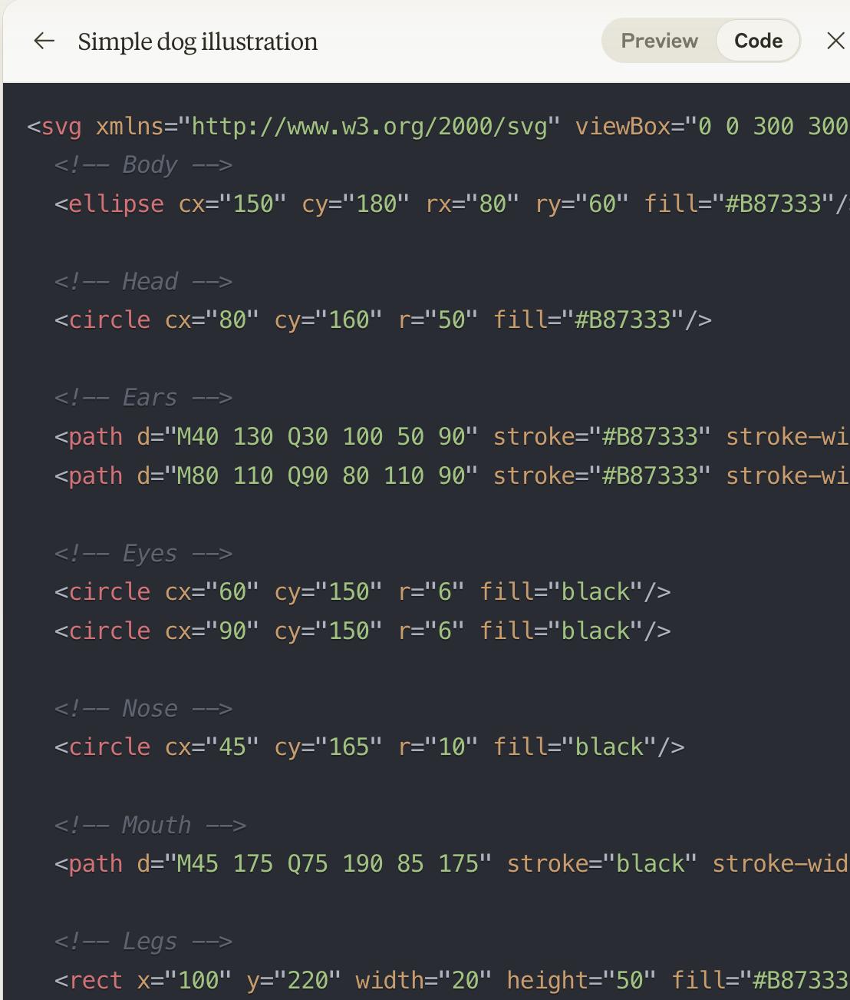 Simple dog illustration
Preview
Code
<svg xmlns="http://www.w3.org/2000/svg" viewBox="0 0 300 300
<!-- Body -->
<ellipse cx="150" cy="180" rx="80" ry="60" fill="#B87333"/>
<!-- Head -->
<circle cx="80" cy="160" r="50" fill="#B87333"/>
<!-- Ears -->
<path d="M40 130 Q30 100 50 90" stroke="#B87333" stroke-wi
<path d="M80 110 Q90 80 110 90" stroke="#B87333" stroke-wi
<!-- Eyes -->
<circle cx="60" cy="150" r="6" fill="black"/>
<circle cx="90" cy="150" r="6" fill="black"/>
<!-- Nose -->
<circle cx="45" cy="165" r="10" fill="black"/>
<!-- Mouth -->
<path d="M45 175 Q75 190 85 175" stroke="black" stroke-wid
<!-- Legs -->
<rect x="100" y="220" width="20" height="50" fill="#B87333